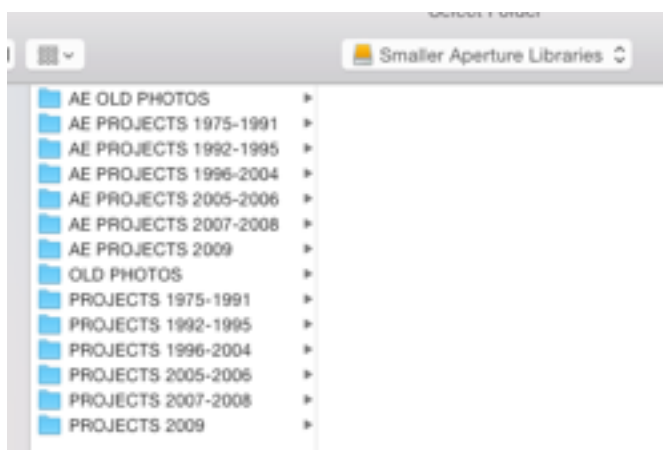 Select Folder
Smaller Aperture Libraries
AE OLD PHOTOS
AE PROJECTS 1975-1991
AE PROJECTS 1992-1995
AE PROJECTS 1996-2004
AE PROJECTS 2005-2006
AE PROJECTS 2007-2008
AE PROJECTS 2009
OLD PHOTOS
PROJECTS 1975-1991
PROJECTS 1992-1995
PROJECTS 1996-2004
PROJECTS 2005-2006
PROJECTS 2007-2008
PROJECTS 2009